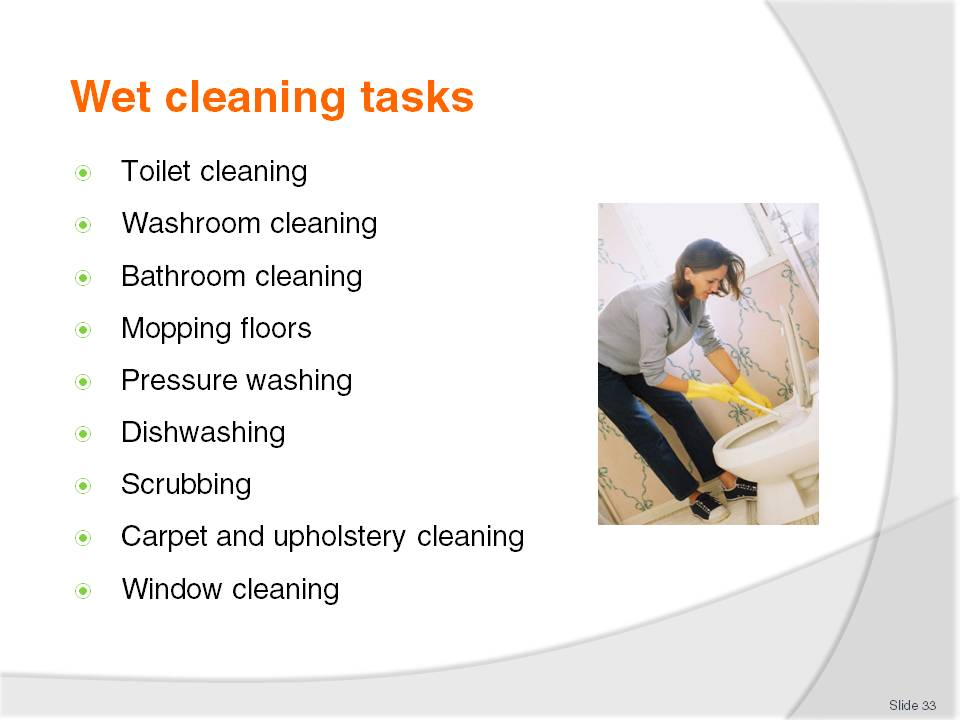 Wet cleaning tasks
Toilet cleaning
Washroom cleaning
Bathroom cleaning
Mopping floors
Pressure washing
Dishwashing
Scrubbing
Carpet and upholstery cleaning
Window cleaning
Slide 33